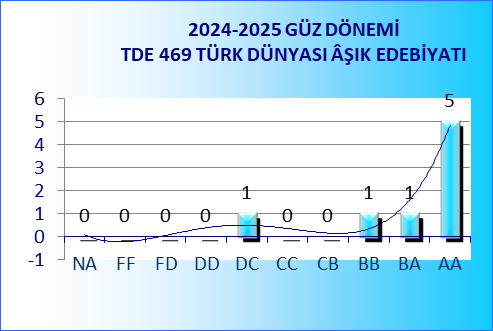 2024-2025 GÜZ DÖNEMİ
TDE 469 TÜRK DÜNYASI ÂŞIK EDEBİYATI
6
5
4
3
2
1
0
-1
0 0 0 0 1 0 0 1 1 5
NA FF FD DD DC CC CB BB BA AA